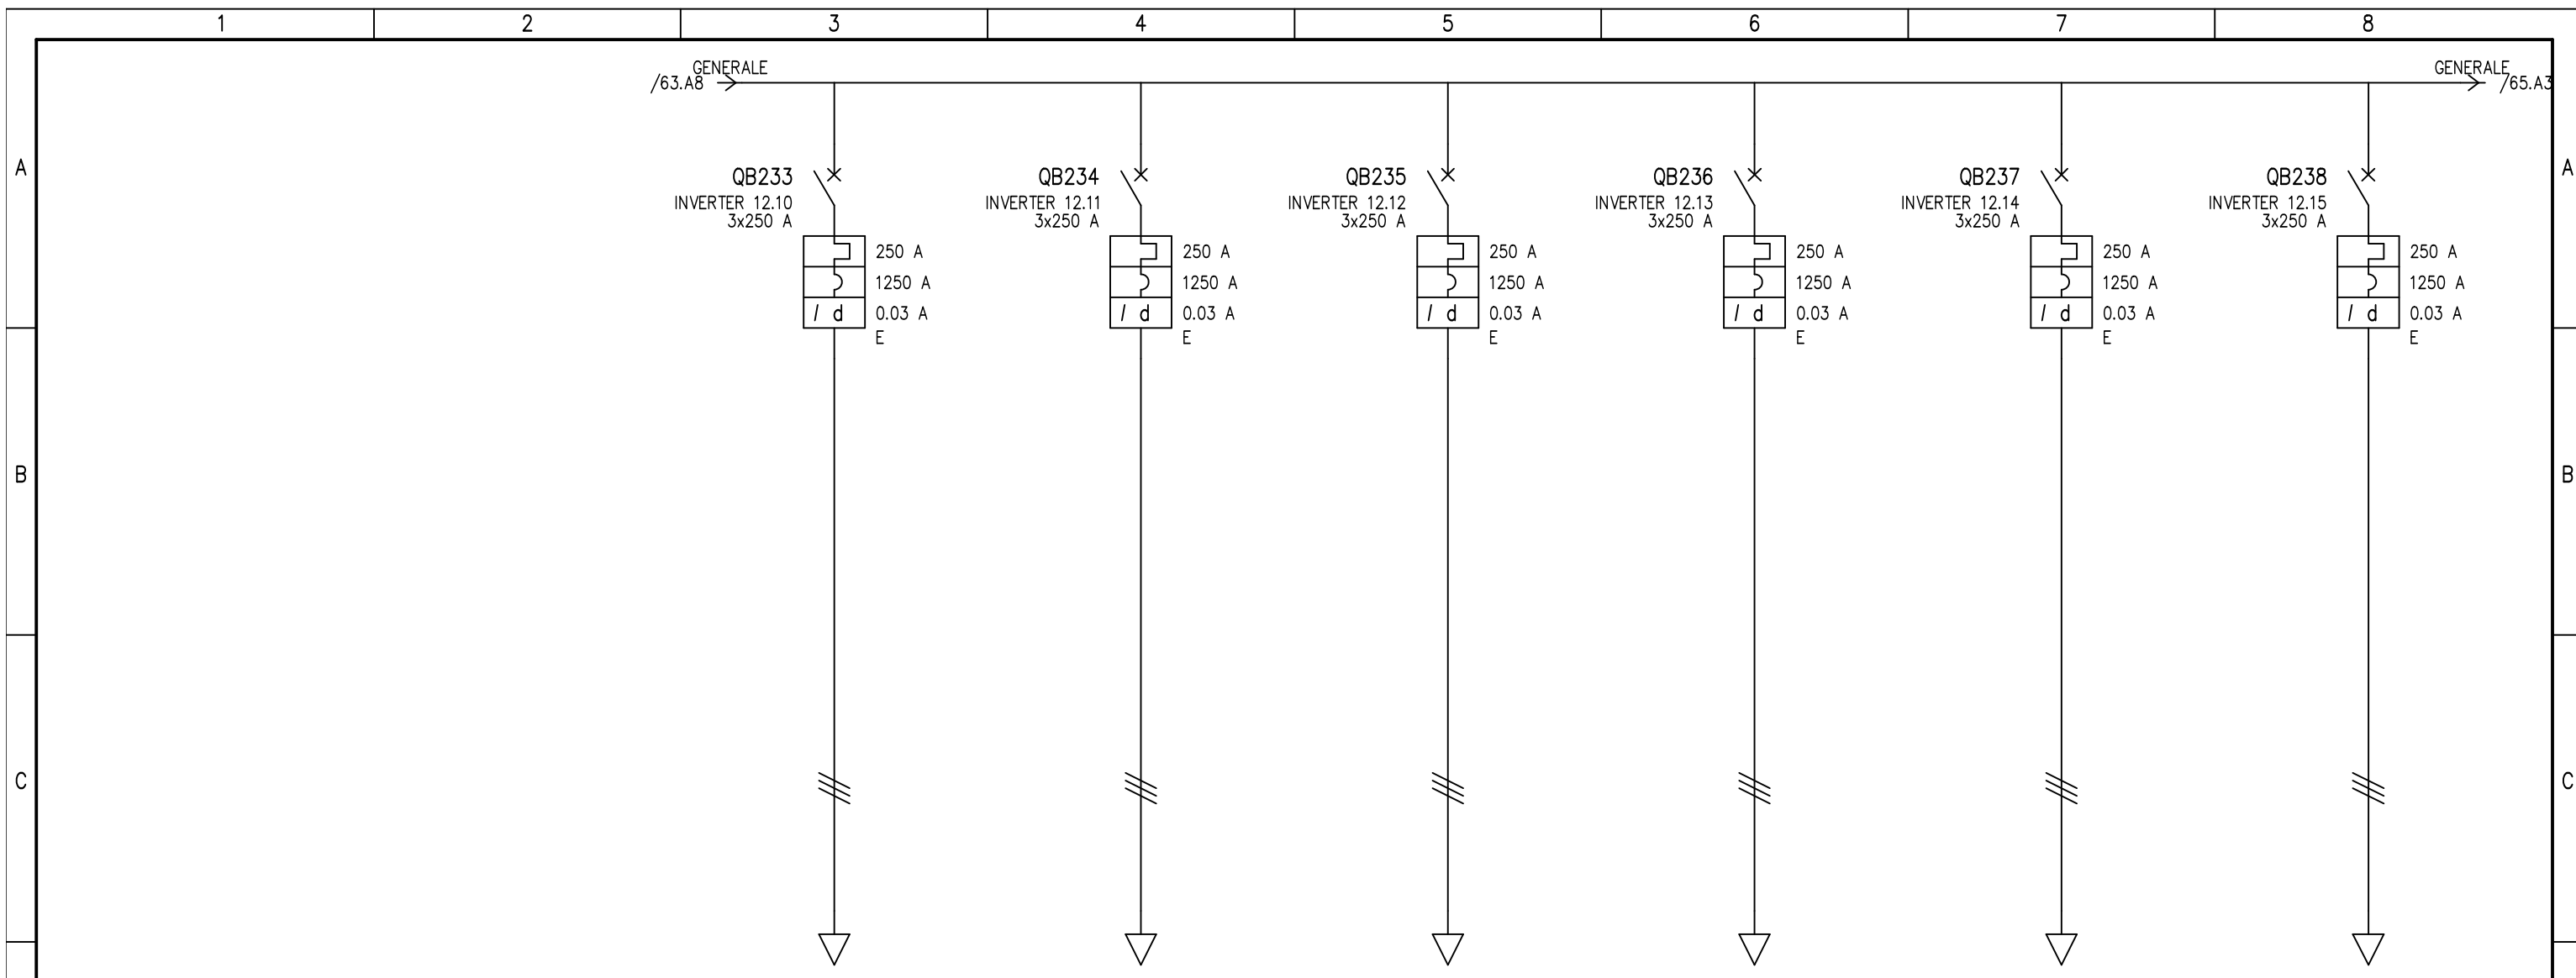 1 2 3 4 5 6 7 8
GENERALE GENERALE
/63.A8 /65.A3
A A
QB233 QB234 QB235 QB236 QB237 QB238
INVERTER 12.10 INVERTER 12.11 INVERTER 12.12 INVERTER 12.13 INVERTER 12.14 INVERTER 12.15
3x250 A 3x250 A 3x250 A 3x250 A 3x250 A 3x250 A
250 A 250 A 250 A 250 A 250 A 250 A
1250 A 1250 A 1250 A 1250 A 1250 A 1250 A
I d 0.03 A I d 0.03 A I d 0.03 A I d 0.03 A I d 0.03 A I d 0.03 A
E E E E E E
B B
C C